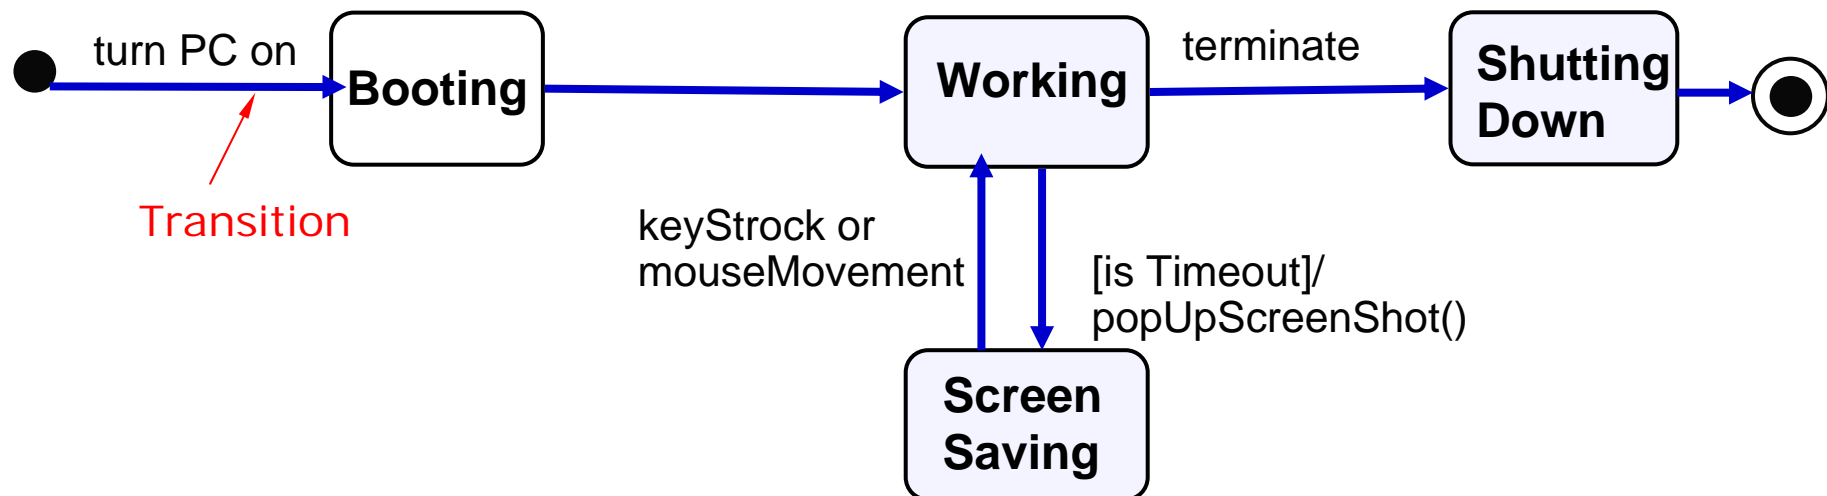 turn PC on
Booting
Working
terminate
Shutting
Down
Transition
keyStrock or
mouseMovement
[is Timeout]/
popUpScreenShot()
Screen
Saving